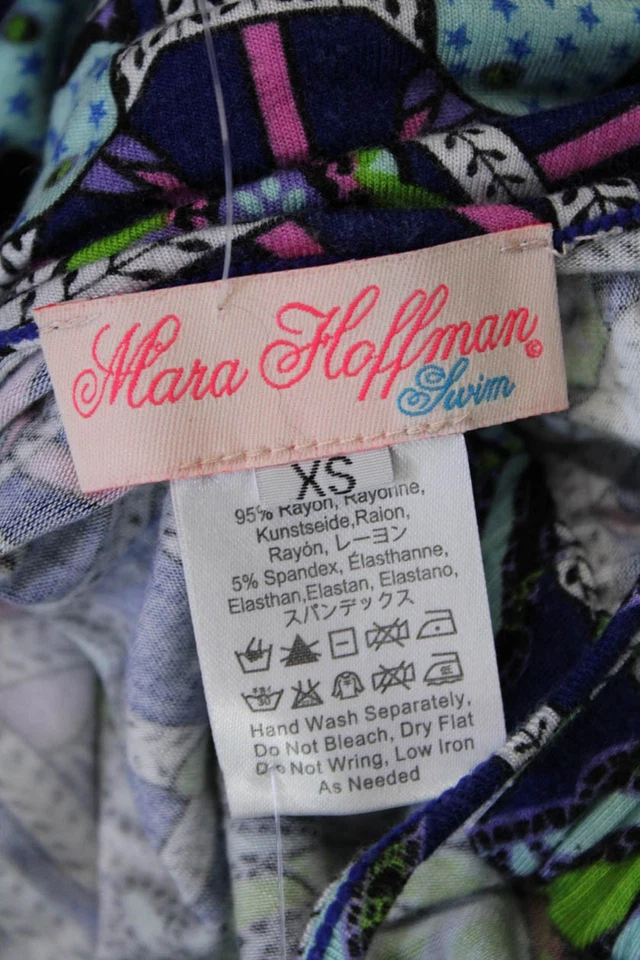 Mara Hoffman©
Swim
XS
95% Rayon, Rayonne,
Kunstseide,Raion,
Rayón, レーヨン
5% Spandex, Élasthanne,
Elasthan,Elastan, Elastano,
スパンデックス
30
Hand Wash Separately,
Do Not Bleach, Dry Flat
Do Not Wring, Low Iron
As Needed